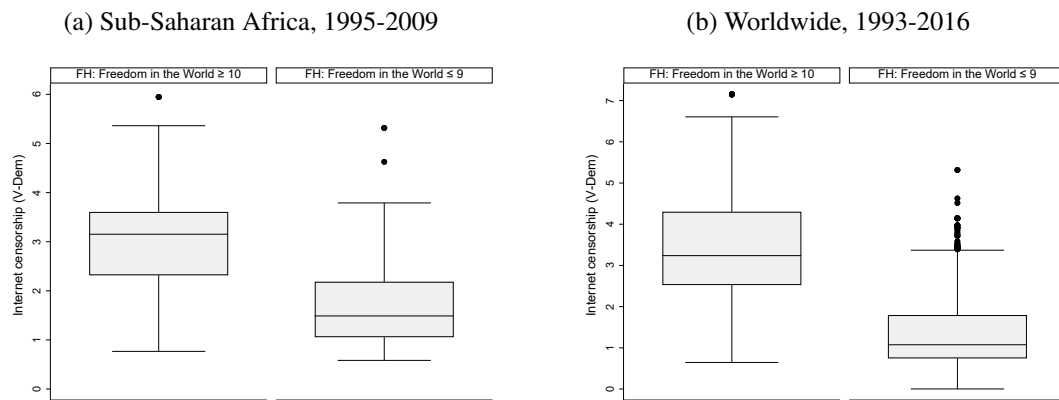 (a) Sub-Saharan Africa, 1995-2009
FH: Freedom in the World ≥ 10
FH: Freedom in the World ≤ 9
Internet censorship (V-Dem)
6
5
4
3
2
1
0
(b) Worldwide, 1993-2016
FH: Freedom in the World ≥ 10
FH: Freedom in the World ≤ 9
Internet censorship (V-Dem)
7
6
5
4
3
2
1
0